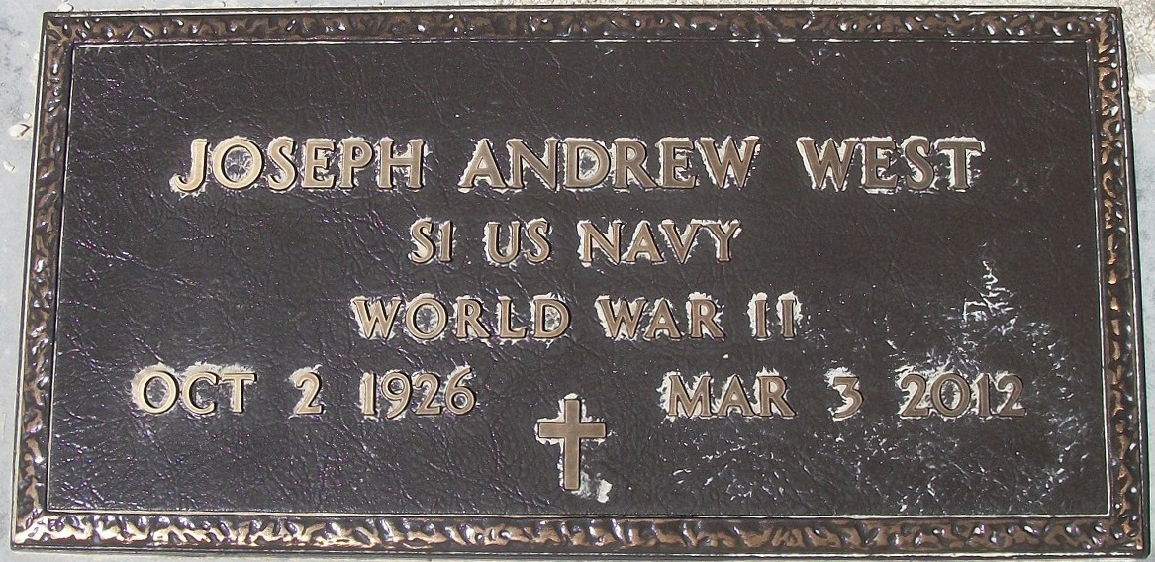 JOSEPH ANDREW WEST
S1 US NAVY
WORLD WAR II
OCT 2 1926 MAR 3 2012